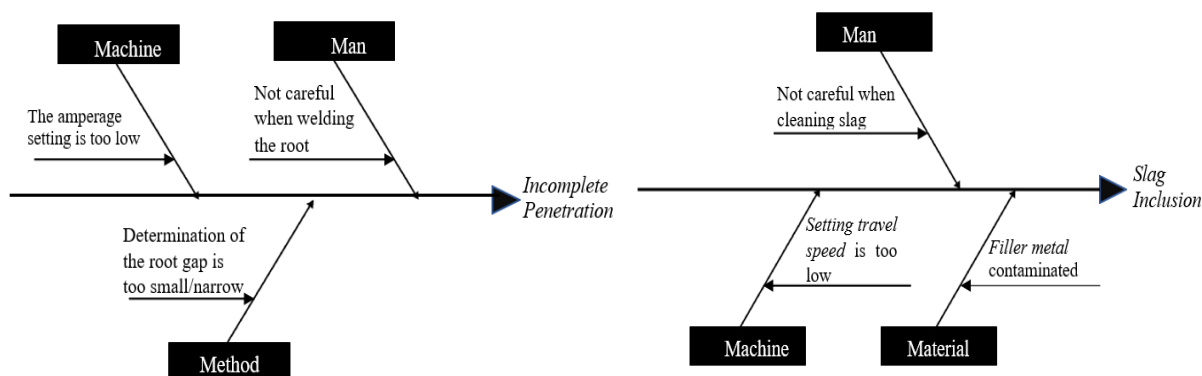 Machine
Man
The amperage
setting is too low
Not careful
when welding
the root
Incomplete
Penetration
Determination of
the root gap is
too small/narrow
Method
Man
Not careful when
cleaning slag
Slag
Inclusion
Setting travel
speed is too
low
Filler metal
contaminated
Machine
Material